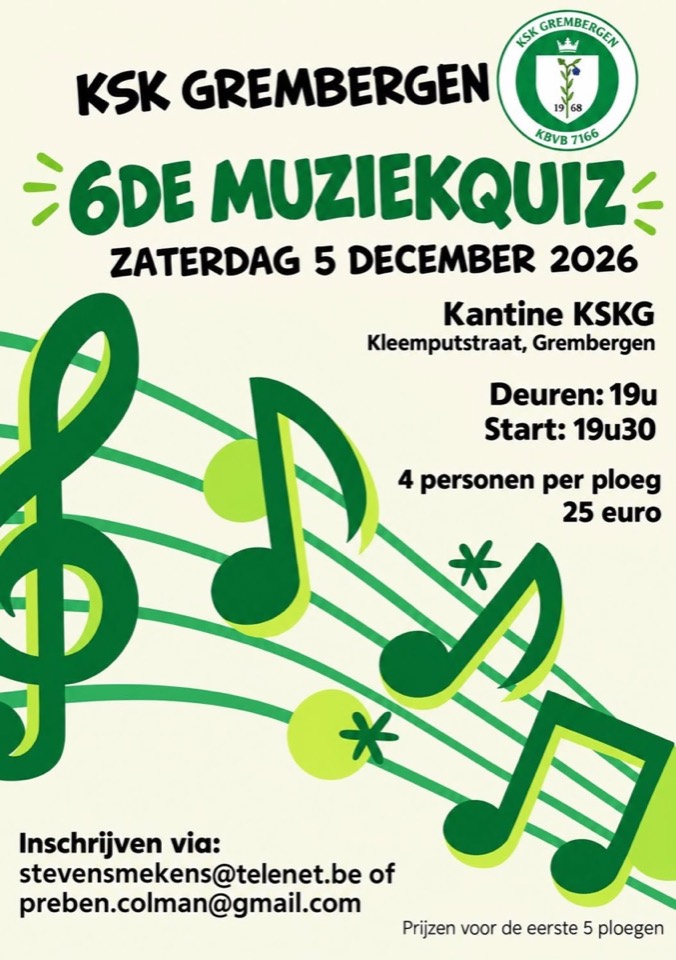 KSK GREMBERGEN
KSK GREMBERGEN
19 68
KBVB 7166
6DE MUZIEKQUIZ
ZATERDAG 5 DECEMBER 2026
Kantine KSKG
Kleemputstraat, Grembergen
Deuren: 19u
Start: 19u30
4 personen per ploeg
25 euro
Inschrijven via:
stevensmekens@telenet.be of
preben.colman@gmail.com
Prijzen voor de eerste 5 ploegen